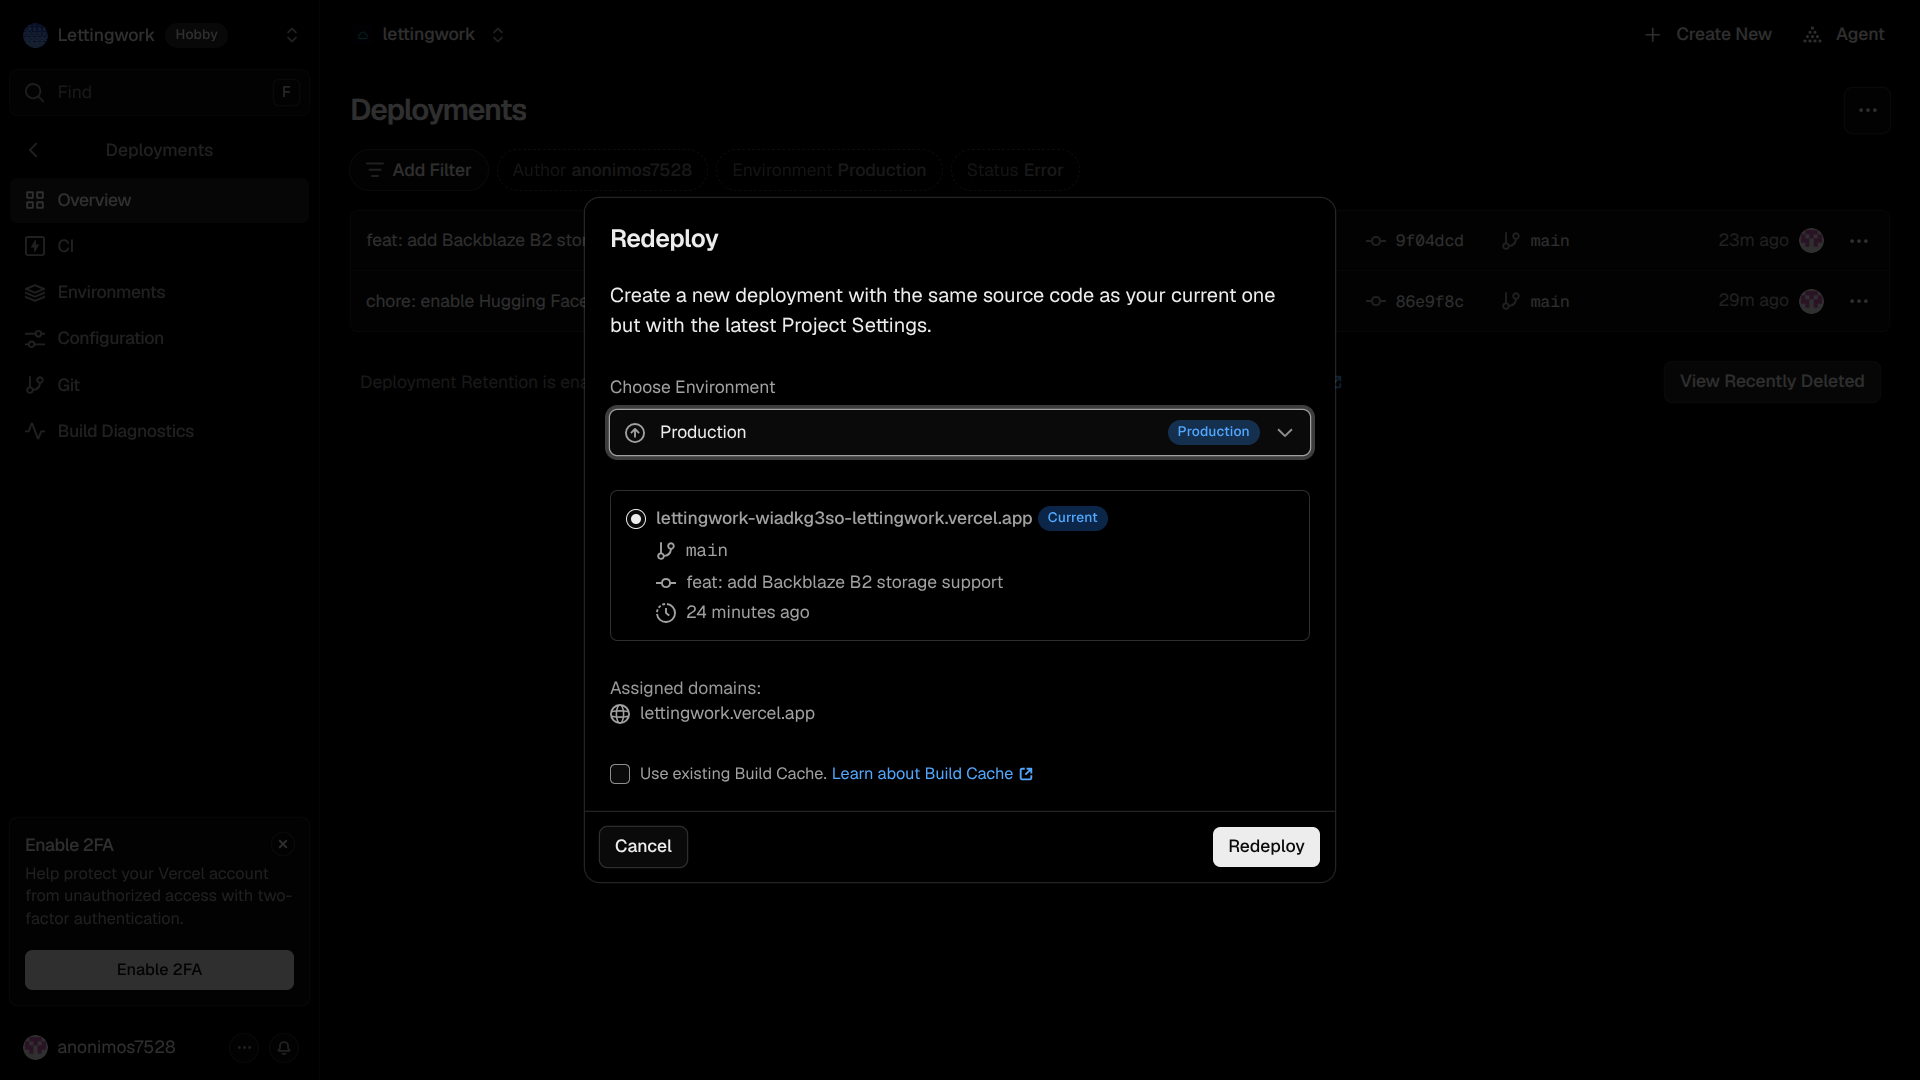 Lettingwork Hobby
lettingwork
Create New
Agent
Find F
Deployments
Deployments
Add Filter
Author anonimos7528
Environment Production
Status Error
Overview
CI
Environments
Configuration
Git
Build Diagnostics
feat: add Backblaze B2 stor
9f04dcd
main
23m ago
chore: enable Hugging Face
86e9f8c
main
29m ago
Deployment Retention is ena
View Recently Deleted
Redeploy
Create a new deployment with the same source code as your current one
but with the latest Project Settings.
Choose Environment
Production Production
lettingwork-wiadkg3so-lettingwork.vercel.app Current
main
feat: add Backblaze B2 storage support
24 minutes ago
Assigned domains:
lettingwork.vercel.app
Use existing Build Cache. Learn about Build Cache
Cancel
Redeploy
Enable 2FA
Help protect your Vercel account
from unauthorized access with two-
factor authentication.
Enable 2FA
anonimos7528